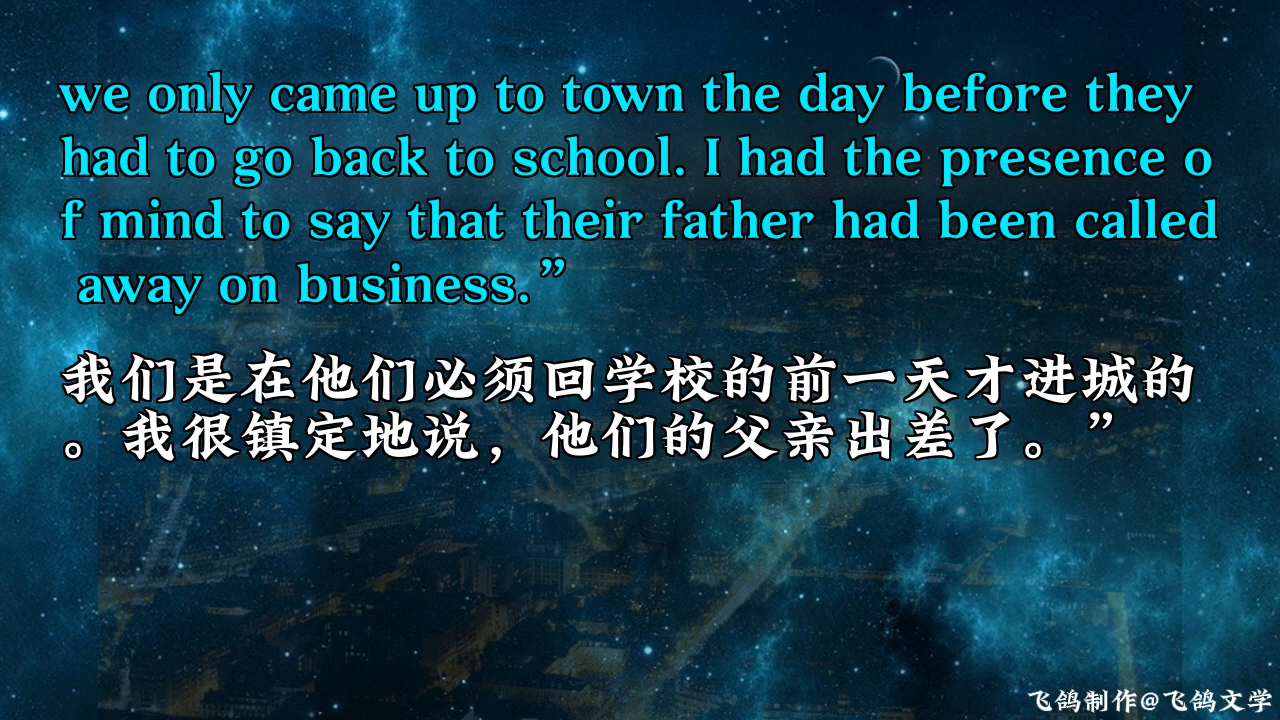 we only came up to town the day before they
had to go back to school. I had the presence o
f mind to say that their father had been called
away on business.”
我们是在他们必须回学校的前一天才进城的
。我很镇定地说，他们的父亲出差了。”
飞鸽制作@飞鸽文学